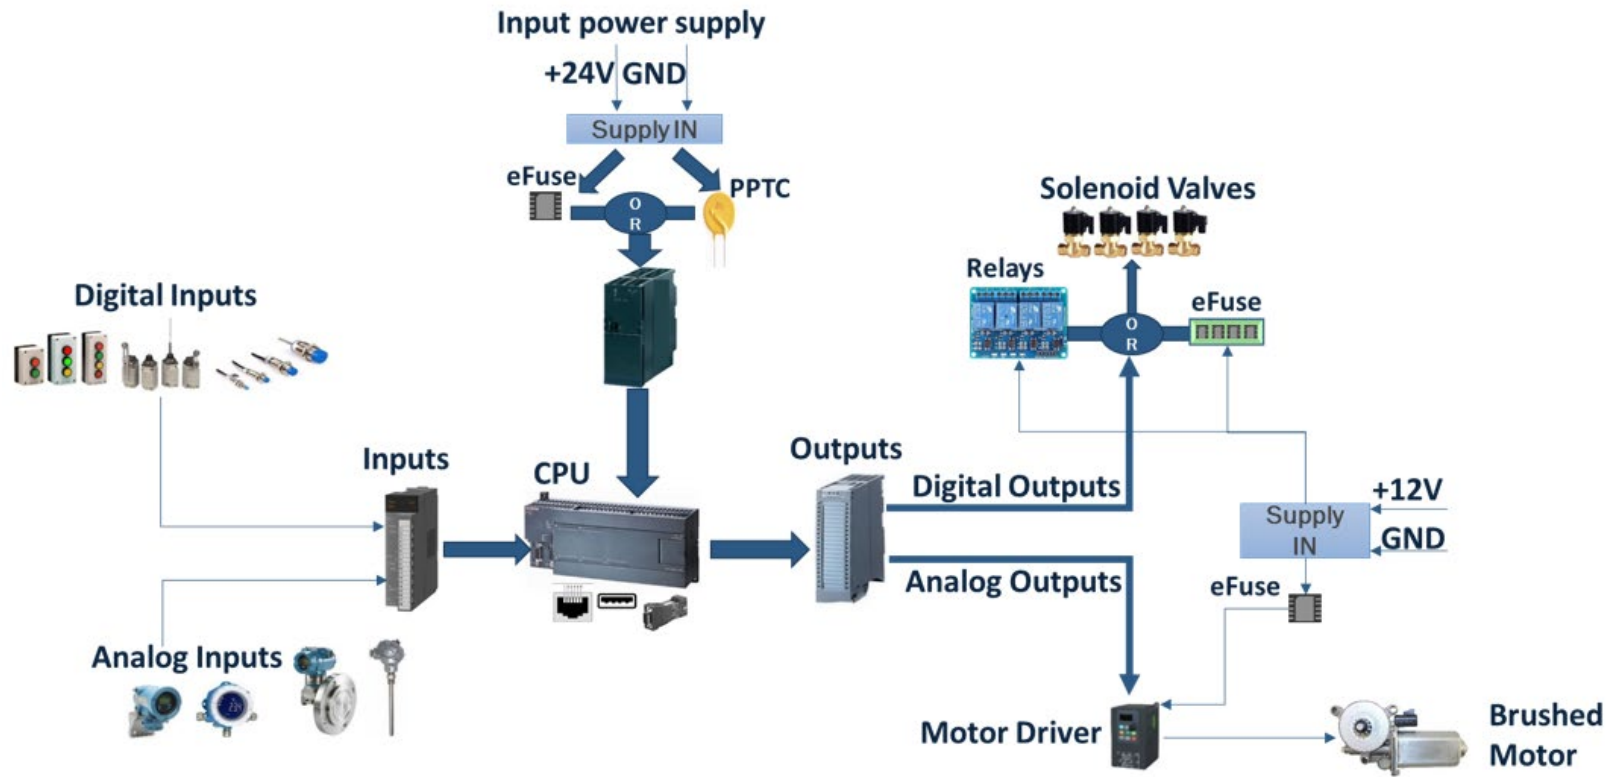 Input power supply
+24V GND
Supply IN
eFuse
PPTC
O
R
Solenoid Valves
Relays
eFuse
O
R
Digital Inputs
Inputs
CPU
Outputs
Digital Outputs
+12V
Supply
IN
GND
Analog Outputs
eFuse
Analog Inputs
Motor Driver
Brushed
Motor